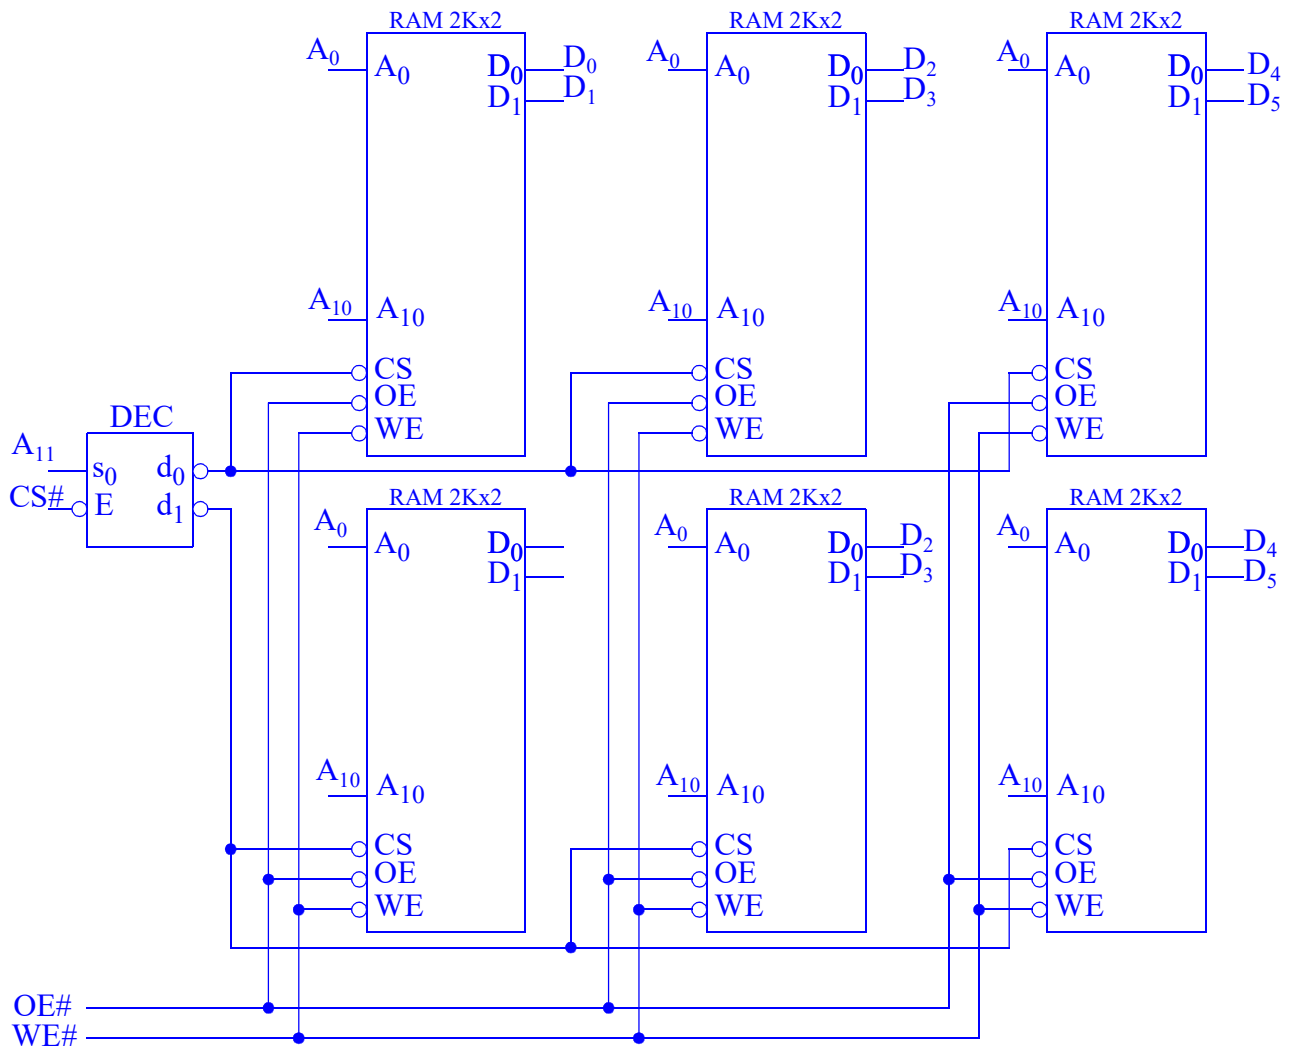 RAM 2Kx2 RAM 2Kx2 RAM 2Kx2
A0 A0 D0 D0 A0 A0 D0 D2 A0 A0 D0 D4
D1 D1 D1 D3 D1 D5
A10 A10 A10 A10 A10 A10
CS CS CS
OE OE OE
DEC
WE WE WE
A11 s0 d0
CS# E d1
RAM 2Kx2 RAM 2Kx2 RAM 2Kx2
A0 A0 D0 A0 A0 D0 D2 A0 A0 D0 D4
D1 D1 D3 D1 D5
A10 A10 A10 A10 A10 A10
CS CS CS
OE OE OE
WE WE WE
OE#
WE#